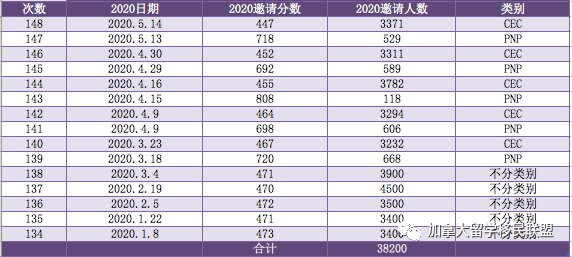 次数 2020日期 2020邀请分数 2020邀请人数 类别
148 2020.5.14 447 3371 CEC
147 2020.5.13 718 529 PNP
146 2020.4.30 452 3311 CEC
145 2020.4.29 692 589 PNP
144 2020.4.16 455 3782 CEC
143 2020.4.15 808 118 PNP
142 2020.4.9 464 3294 CEC
141 2020.4.9 698 606 PNP
140 2020.3.23 467 3232 CEC
139 2020.3.18 720 668 PNP
138 2020.3.4 471 3900 不分类别
137 2020.2.19 470 4500 不分类别
136 2020.2.5 472 3500 不分类别
135 2020.1.22 471 3400 不分类别
加拿大留学移民联盟
134 2020.1.8 473 3400 不分类别
合计 38200